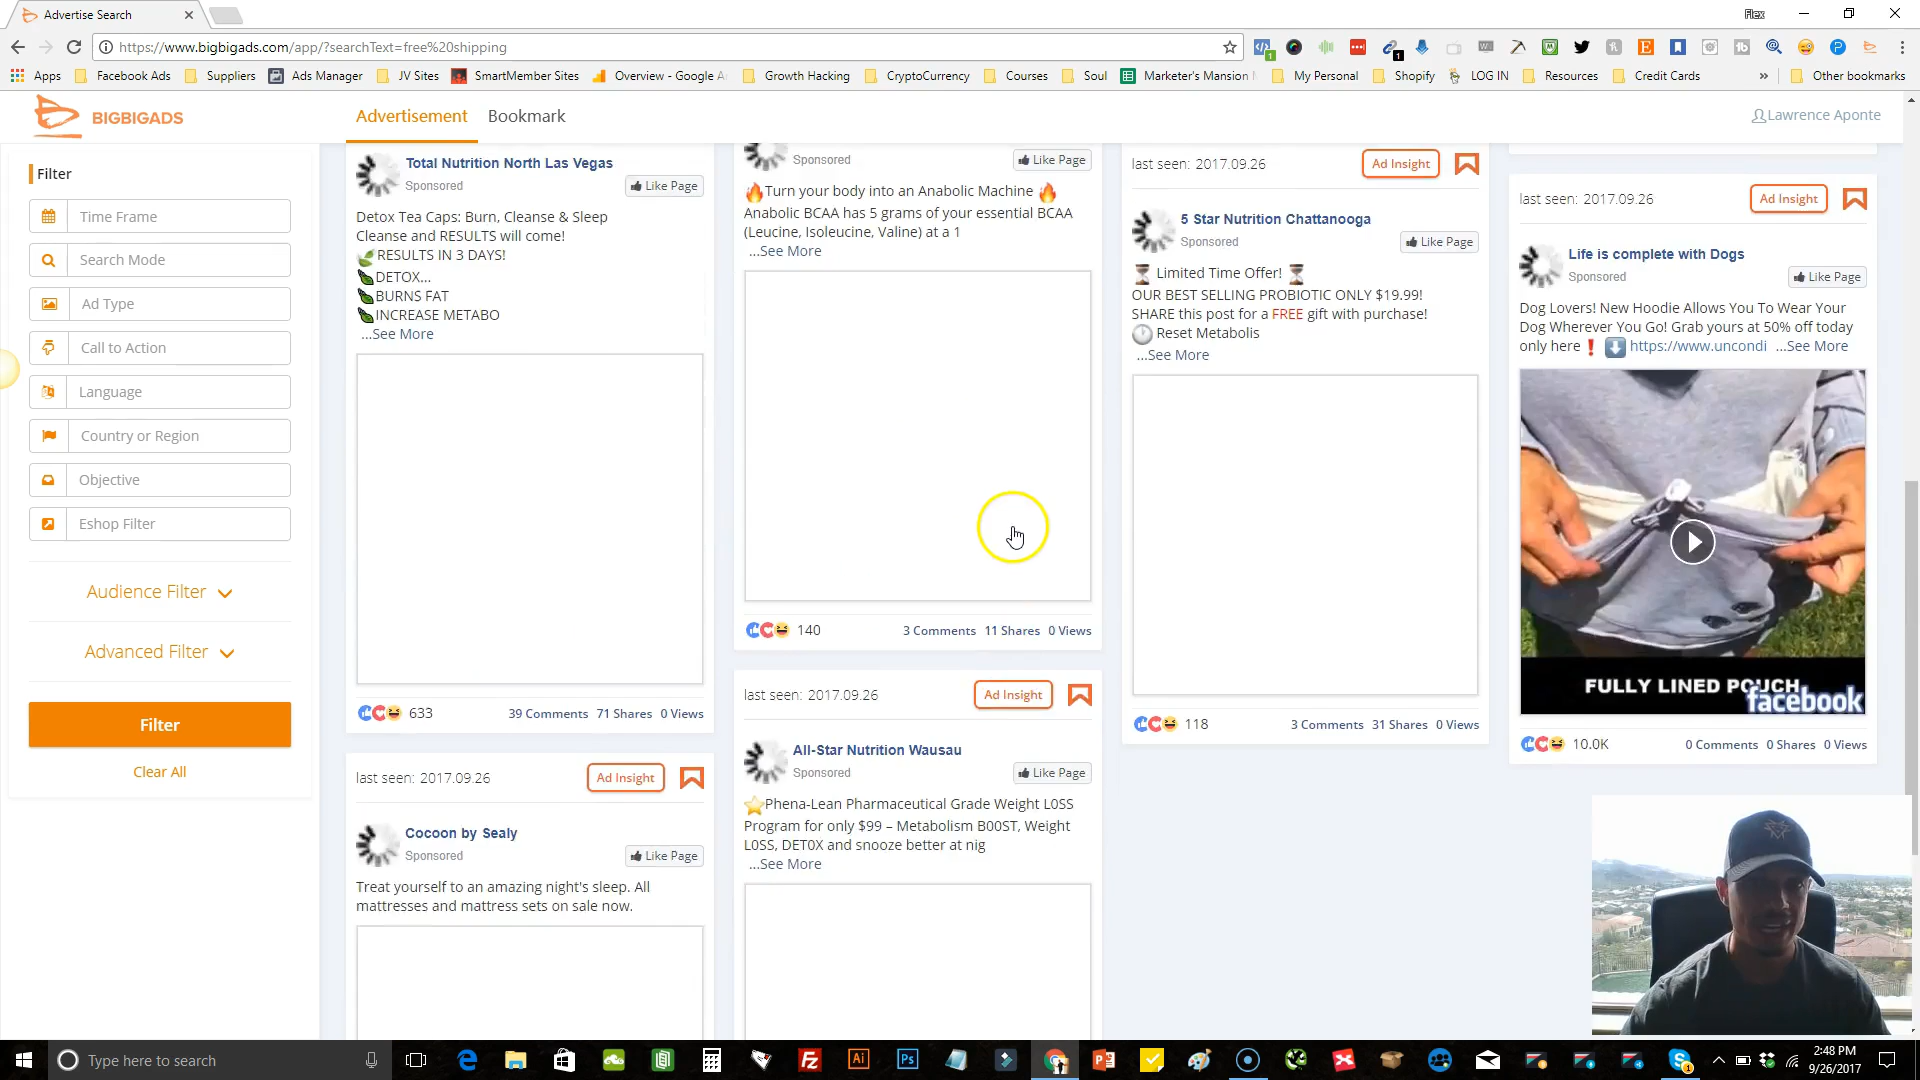 Advertise Search
Flex
https://www.bigbigads.com/app/?searchText=free%20shipping
Apps
Facebook Ads
Suppliers
Ads Manager
JV Sites
SmartMember Sites
Overview - Google A
Growth Hacking
CryptoCurrency
Courses
Soul
Marketer's Mansion
My Personal
Shopify
LOG IN
Resources
Credit Cards
Other bookmarks
BIGBIGADS
Advertisement
Bookmark
Lawrence Aponte
Filter
Time Frame
Search Mode
Ad Type
Call to Action
Language
Country or Region
Objective
Eshop Filter
Audience Filter
Advanced Filter
Filter
Clear All
Total Nutrition North Las Vegas
Sponsored
Like Page
Detox Tea Caps: Burn, Cleanse & Sleep
Cleanse and RESULTS will come!
RESULTS IN 3 DAYS!
DETOX...
BURNS FAT
INCREASE METABO
...See More
633
39 Comments 71 Shares 0 Views
last seen: 2017.09.26
Ad Insight
Cocoon by Sealy
Sponsored
Like Page
Treat yourself to an amazing night's sleep. All
mattresses and mattress sets on sale now.
Sponsored
Like Page
Turn your body into an Anabolic Machine
Anabolic BCAA has 5 grams of your essential BCAA
(Leucine, Isoleucine, Valine) at a 1
...See More
140
3 Comments 11 Shares 0 Views
last seen: 2017.09.26
Ad Insight
All-Star Nutrition Wausau
Sponsored
Like Page
Phena-Lean Pharmaceutical Grade Weight L0SS
Program for only $99 – Metabolism B00ST, Weight
L0SS, DET0X and snooze better at nig
...See More
last seen: 2017.09.26
Ad Insight
5 Star Nutrition Chattanooga
Sponsored
Like Page
Limited Time Offer!
OUR BEST SELLING PROBIOTIC ONLY $19.99!
SHARE this post for a FREE gift with purchase!
Reset Metabolis
...See More
118
3 Comments 31 Shares 0 Views
last seen: 2017.09.26
Ad Insight
Life is complete with Dogs
Sponsored
Like Page
Dog Lovers! New Hoodie Allows You To Wear Your
Dog Wherever You Go! Grab yours at 50% off today
only here https://www.uncondi ...See More
FULLY LINED POUCH
facebook
10.0K
0 Comments 0 Shares 0 Views
Type here to search
2:48 PM
9/26/2017